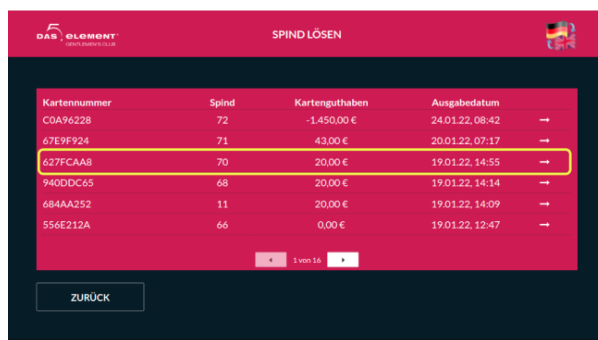 DAS 5 ELEMENT
GENTLEMEN'S CLUB
SPIND LÖSEN
Kartennummer Spind Kartenguthaben Ausgabedatum
C0A96228 72 -1.450,00 € 24.01.22, 08:42
67E9F924 71 43,00 € 20.01.22, 07:17
627FCAA8 70 20,00 € 19.01.22, 14:55
940DDC65 68 20,00 € 19.01.22, 14:14
684AA252 11 20,00 € 19.01.22, 14:09
556E212A 66 0,00 € 19.01.22, 12:47
1 von 16
ZURÜCK